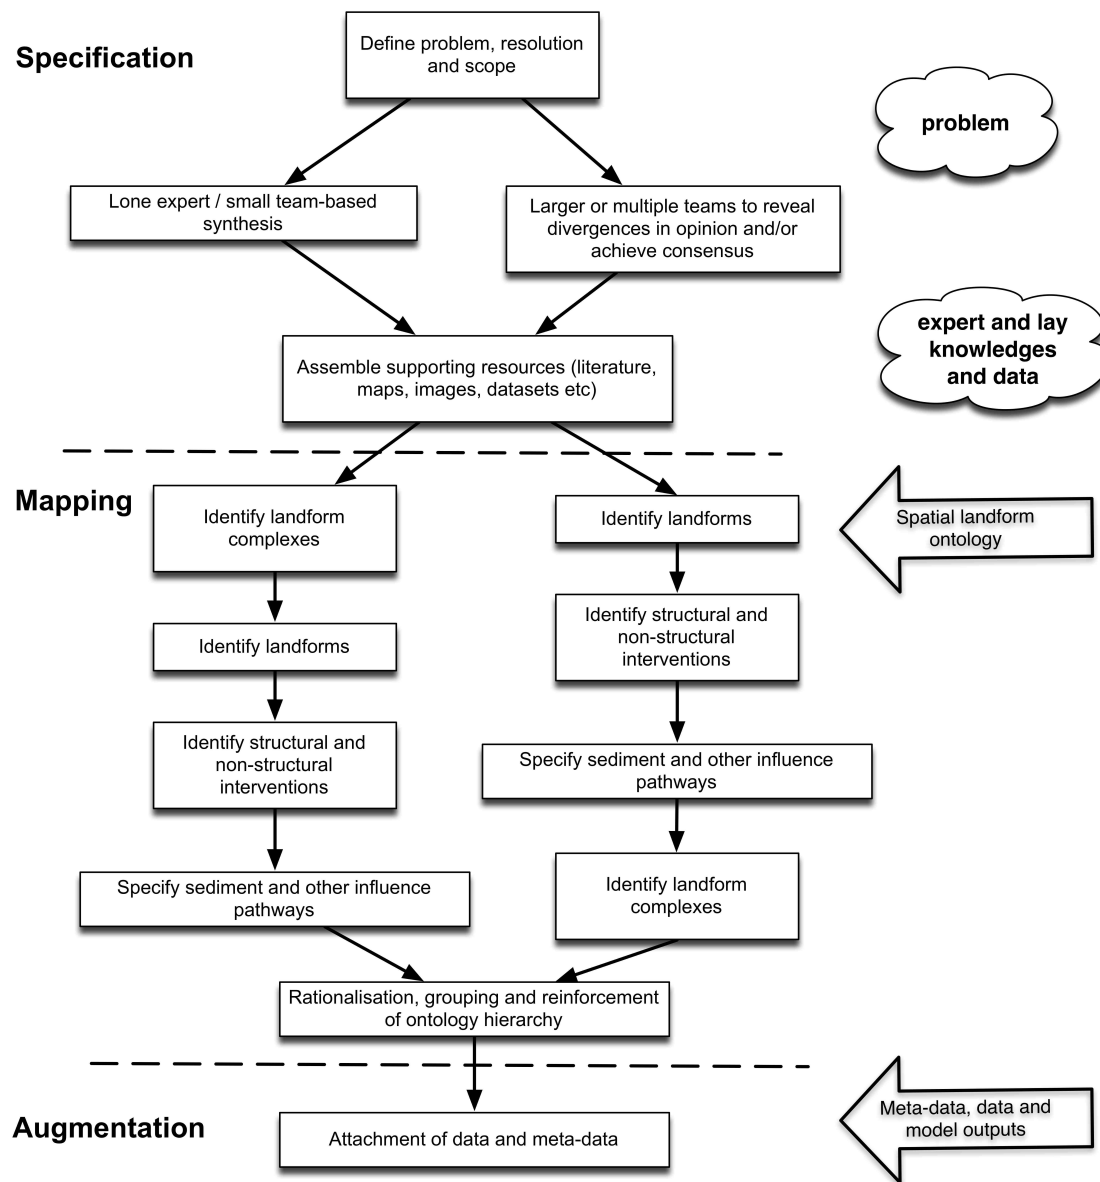 Specification
Define problem, resolution
and scope
problem
Lone expert / small team-based
synthesis
Larger or multiple teams to reveal
divergences in opinion and/or
achieve consensus
expert and lay
knowledges
and data
Assemble supporting resources (literature,
maps, images, datasets etc)
Mapping
Identify landform
complexes
Identify landforms
Identify structural and
non-structural
interventions
Specify sediment and other influence
pathways
Identify landforms
Identify structural and
non-structural
interventions
Specify sediment and other influence
pathways
Identify landform
complexes
Spatial landform
ontology
Rationalisation, grouping and reinforcement
of ontology hierarchy
Augmentation
Attachment of data and meta-data
Meta-data, data and
model outputs